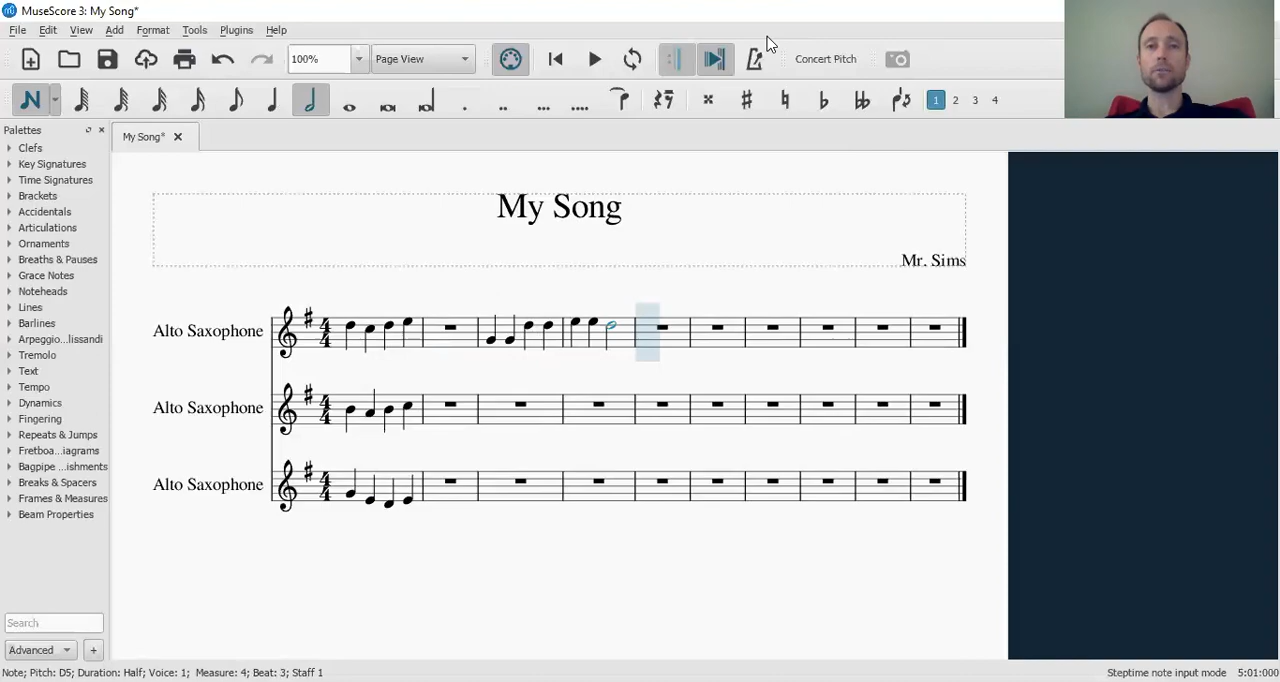 MuseScore 3: My Song*
File Edit View Add Format Tools Plugins Help
100% Page View Concert Pitch
1 2 3 4
Palettes
My Song*
Clefs
Key Signatures
Time Signatures
Brackets
Accidentals
Articulations
Ornaments
Breaths & Pauses
Grace Notes
Noteheads
Lines
Barlines
Arpeggio...lissandi
Tremolo
Text
Tempo
Dynamics
Fingering
Repeats & Jumps
Fretboa...iagrams
Bagpipe ...ishments
Breaks & Spacers
Frames & Measures
Beam Properties
My Song
Mr. Sims
Alto Saxophone
Alto Saxophone
Alto Saxophone
Search
Advanced +
Note; Pitch: D5; Duration: Half; Voice: 1; Measure: 4; Beat: 3; Staff 1 Steptime note input mode 5:01:000